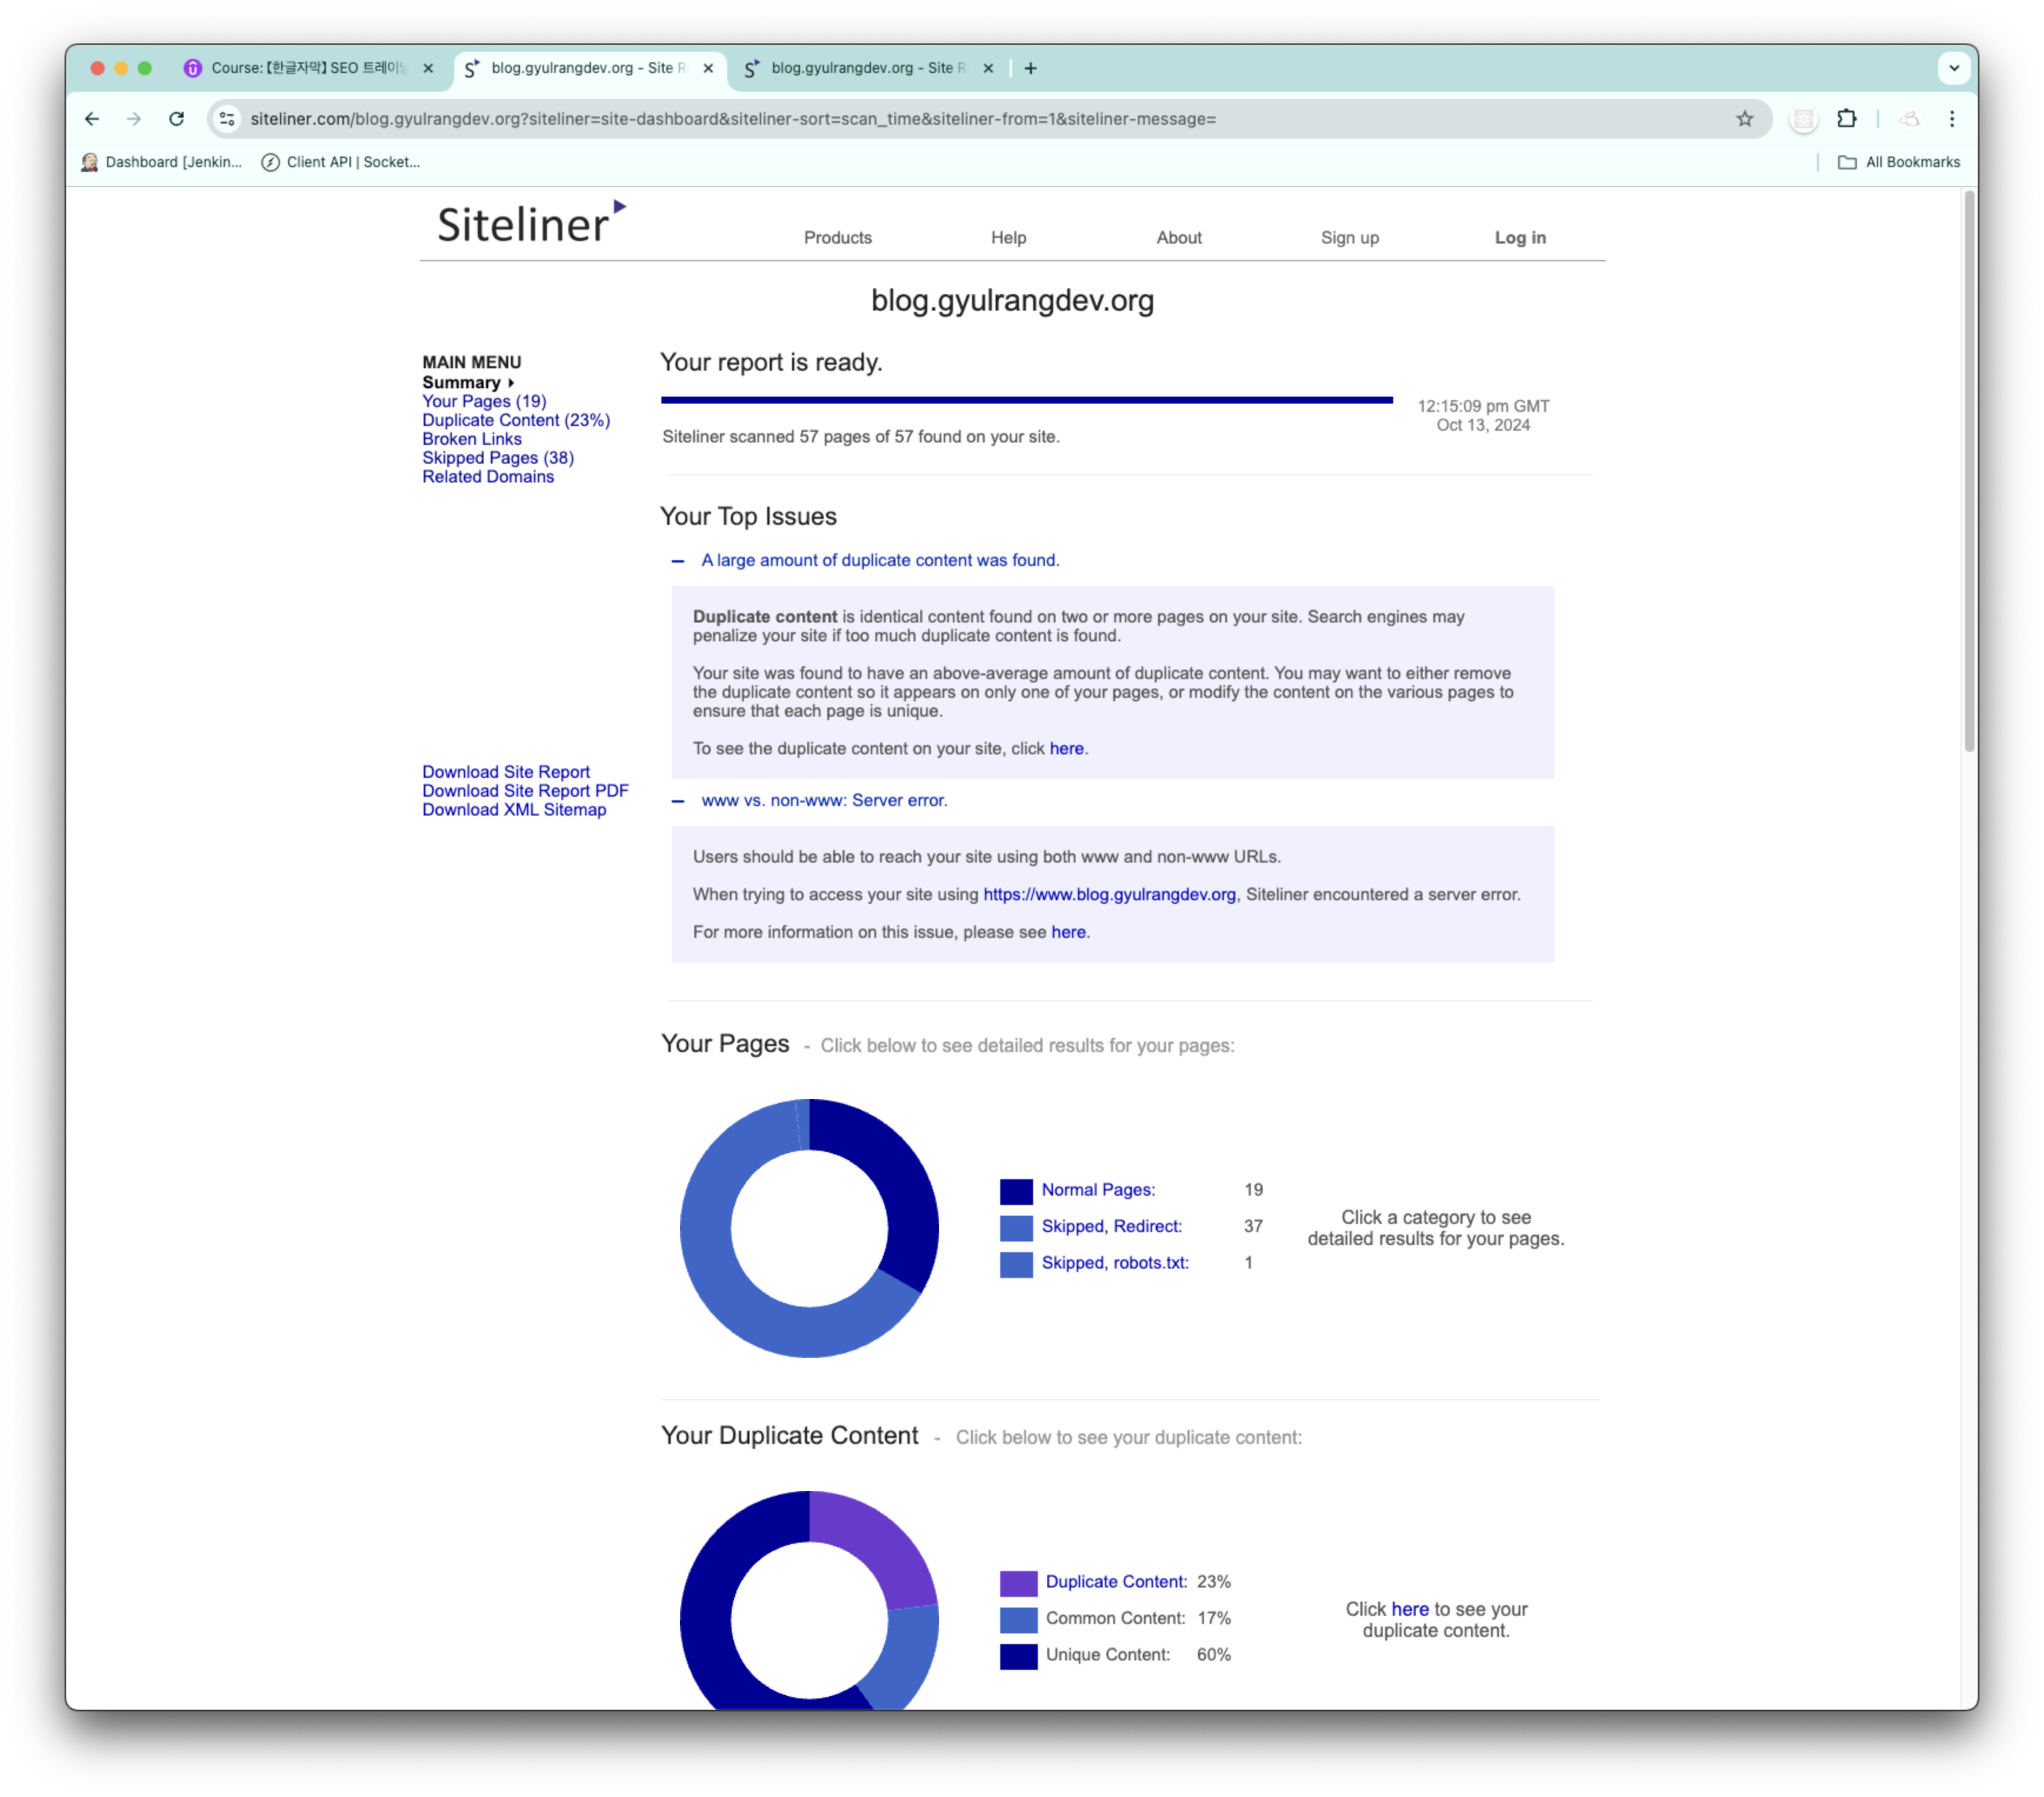 Course: 【한글자막】 SEO 트레이닝
blog.gyulrangdev.org - Site R
blog.gyulrangdev.org - Site R
siteliner.com/blog.gyulrangdev.org?siteliner=site-dashboard&siteliner-sort=scan_time&siteliner-from=1&siteliner-message=
Dashboard [Jenkin...
Client API | Socket...
All Bookmarks
Siteliner
Products
Help
About
Sign up
Log in
blog.gyulrangdev.org
MAIN MENU
Summary
Your Pages (19)
Duplicate Content (23%)
Broken Links
Skipped Pages (38)
Related Domains
Download Site Report
Download Site Report PDF
Download XML Sitemap
Your report is ready.
12:15:09 pm GMT
Oct 13, 2024
Siteliner scanned 57 pages of 57 found on your site.
Your Top Issues
– A large amount of duplicate content was found.
Duplicate content is identical content found on two or more pages on your site. Search engines may
penalize your site if too much duplicate content is found.
Your site was found to have an above-average amount of duplicate content. You may want to either remove
the duplicate content so it appears on only one of your pages, or modify the content on the various pages to
ensure that each page is unique.
To see the duplicate content on your site, click here.
– www vs. non-www: Server error.
Users should be able to reach your site using both www and non-www URLs.
When trying to access your site using https://www.blog.gyulrangdev.org, Siteliner encountered a server error.
For more information on this issue, please see here.
Your Pages - Click below to see detailed results for your pages:
Normal Pages: 19
Skipped, Redirect: 37
Skipped, robots.txt: 1
Click a category to see
detailed results for your pages.
Your Duplicate Content - Click below to see your duplicate content:
Duplicate Content: 23%
Common Content: 17%
Unique Content: 60%
Click here to see your
duplicate content.